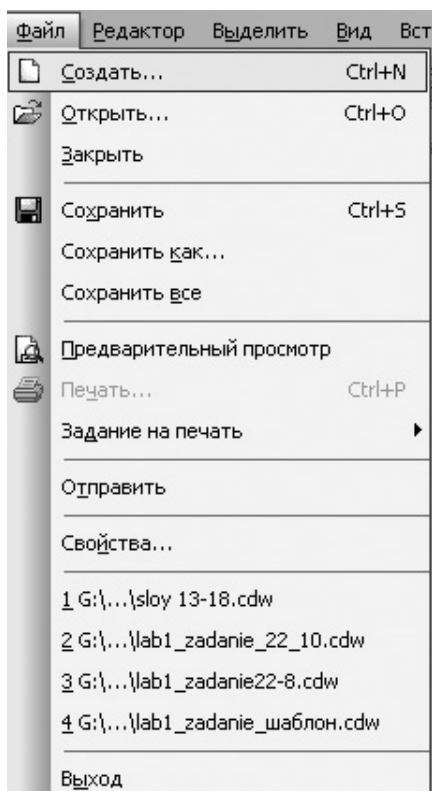 Файл Редактор Выделить Вид Вст
Создать... Ctrl+N
Открыть... Ctrl+O
Закрыть
Сохранить Ctrl+S
Сохранить как...
Сохранить все
Предварительный просмотр
Печать... Ctrl+P
Задание на печать
Отправить
Свойства...
1 G:\...\sloy 13-18.cdw
2 G:\...\lab1_zadanie_22_10.cdw
3 G:\...\lab1_zadanie22-8.cdw
4 G:\...\lab1_zadanie_шаблон.cdw
Выход